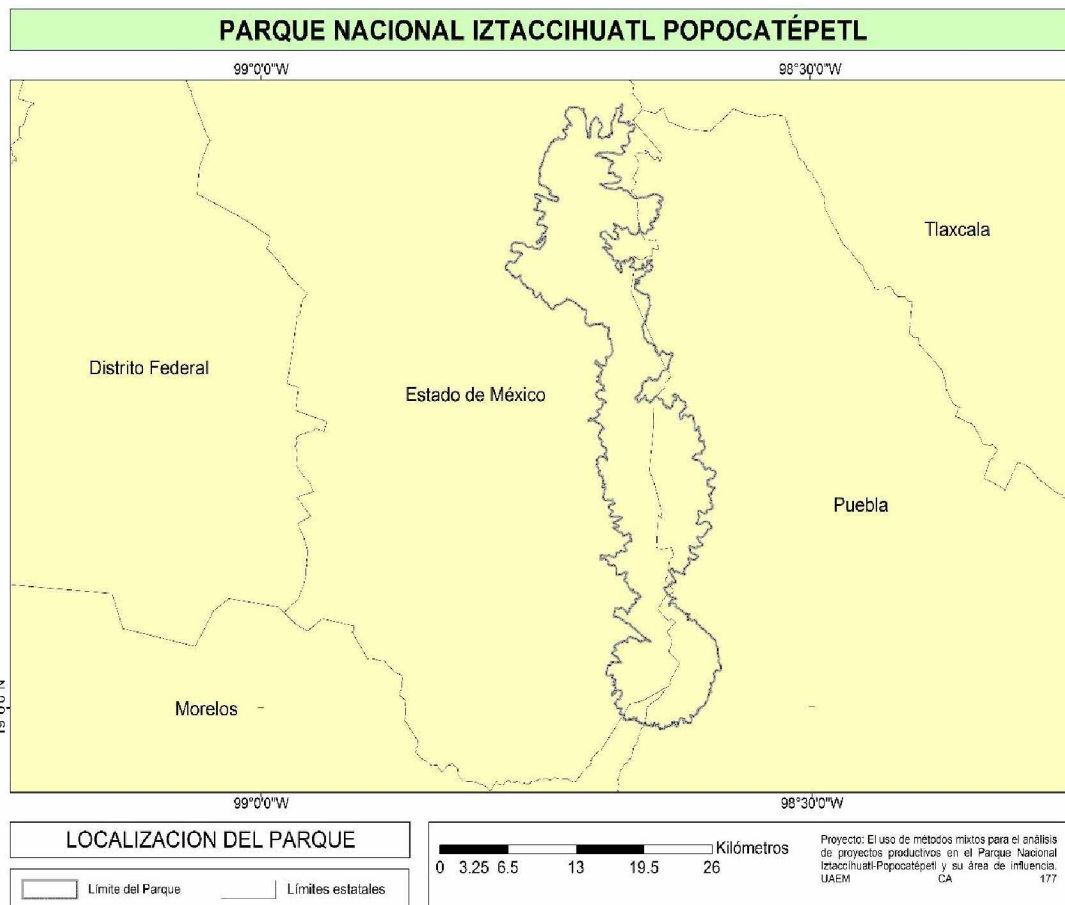 PARQUE NACIONAL IZTACCIHUATL POPOCATÉPETL
99°0'0"W
98°30'0"W
Tlaxcala
Distrito Federal
Estado de México
Puebla
Morelos
99°0'0"W
98°30'0"W
LOCALIZACION DEL PARQUE
Límite del Parque
Límites estatales
Kilómetros
0 3.25 6.5 13 19.5 26
Proyecto: El uso de métodos mixtos para el análisis
de proyectos productivos en el Parque Nacional
Iztaccíhuatl-Popocatépetl y su área de influencia.
UAEM CA 177